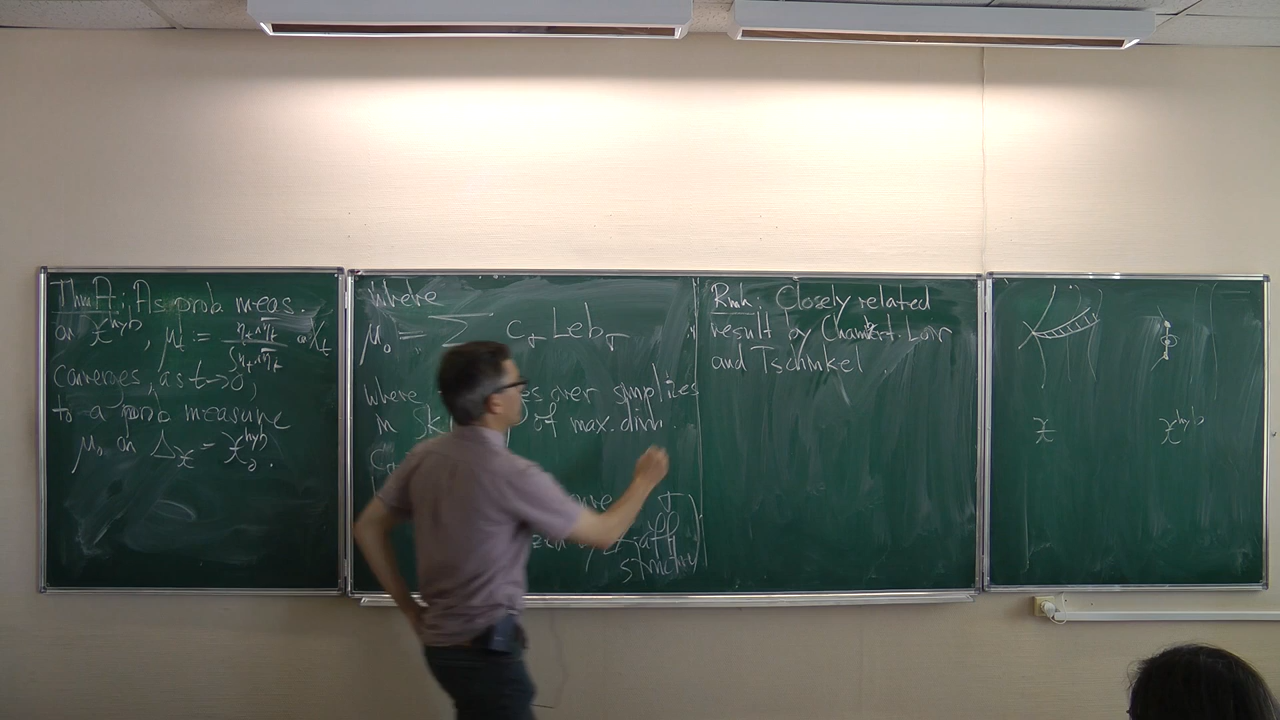 Thm A: As prob meas.
on 𝒳^hyb, μ_t := η_t∧η̄_t / ∫η_t∧η̄_t on X_t
converges, as t→0,
to a prob measure
μ_0 on Δ_𝒳 = 𝒳_0^hyb.
where
μ_0 = Σ c_σ Leb_σ
where over simplices
in Sk of max. dim.
Z-aff
structure
Rmk: Closely related
result by Chambert-Loir
and Tschinkel.
𝒳
𝒳^hyb